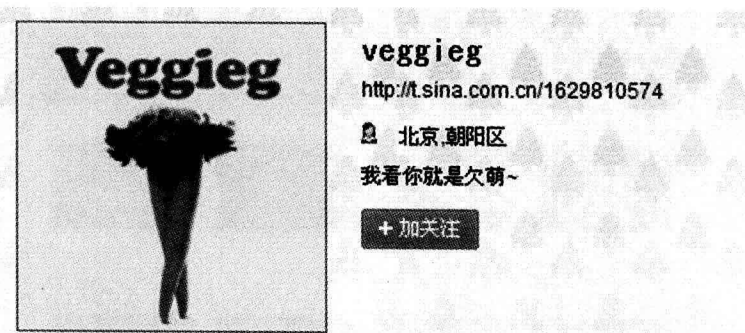 Veggieg
veggieg
http://t.sina.com.cn/1629810574
北京,朝阳区
我看你就是欠萌~
+加关注